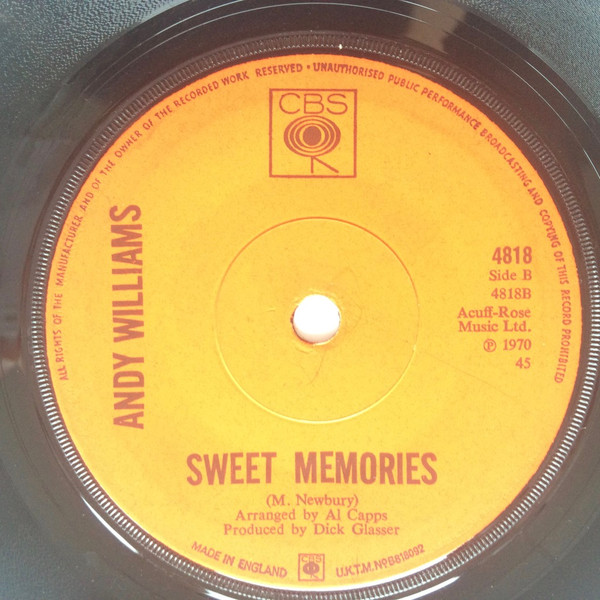 ALL RIGHTS OF THE MANUFACTURER AND OF THE OWNER OF THE RECORDED WORK RESERVED • UNAUTHORISED PUBLIC PERFORMANCE BROADCASTING AND COPYING OF THIS RECORD PROHIBITED
CBS
ANDY WILLIAMS
4818
Side B
4818B
Acuff-Rose
Music Ltd.
℗ 1970
45
SWEET MEMORIES
(M. Newbury)
Arranged by Al Capps
Produced by Dick Glasser
MADE IN ENGLAND CBS U.K.T.M. No B818092